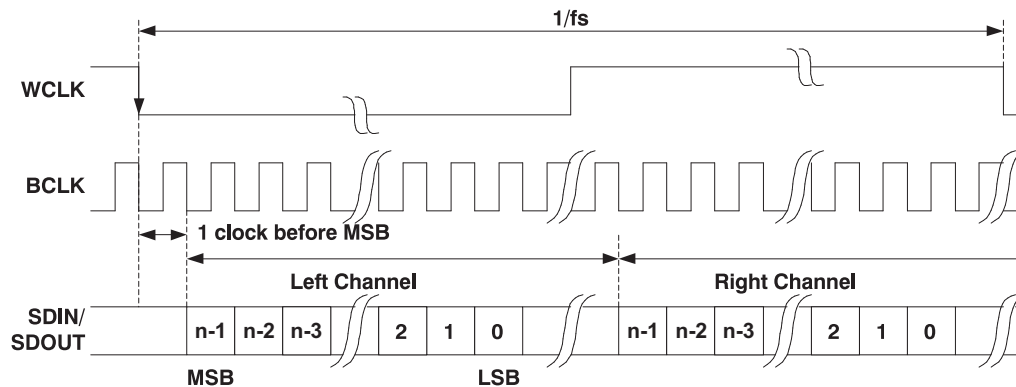 1/fs
WCLK
BCLK
1 clock before MSB
Left Channel
Right Channel
SDIN/
SDOUT
n-1 n-2 n-3 2 1 0 n-1 n-2 n-3 2 1 0
MSB LSB